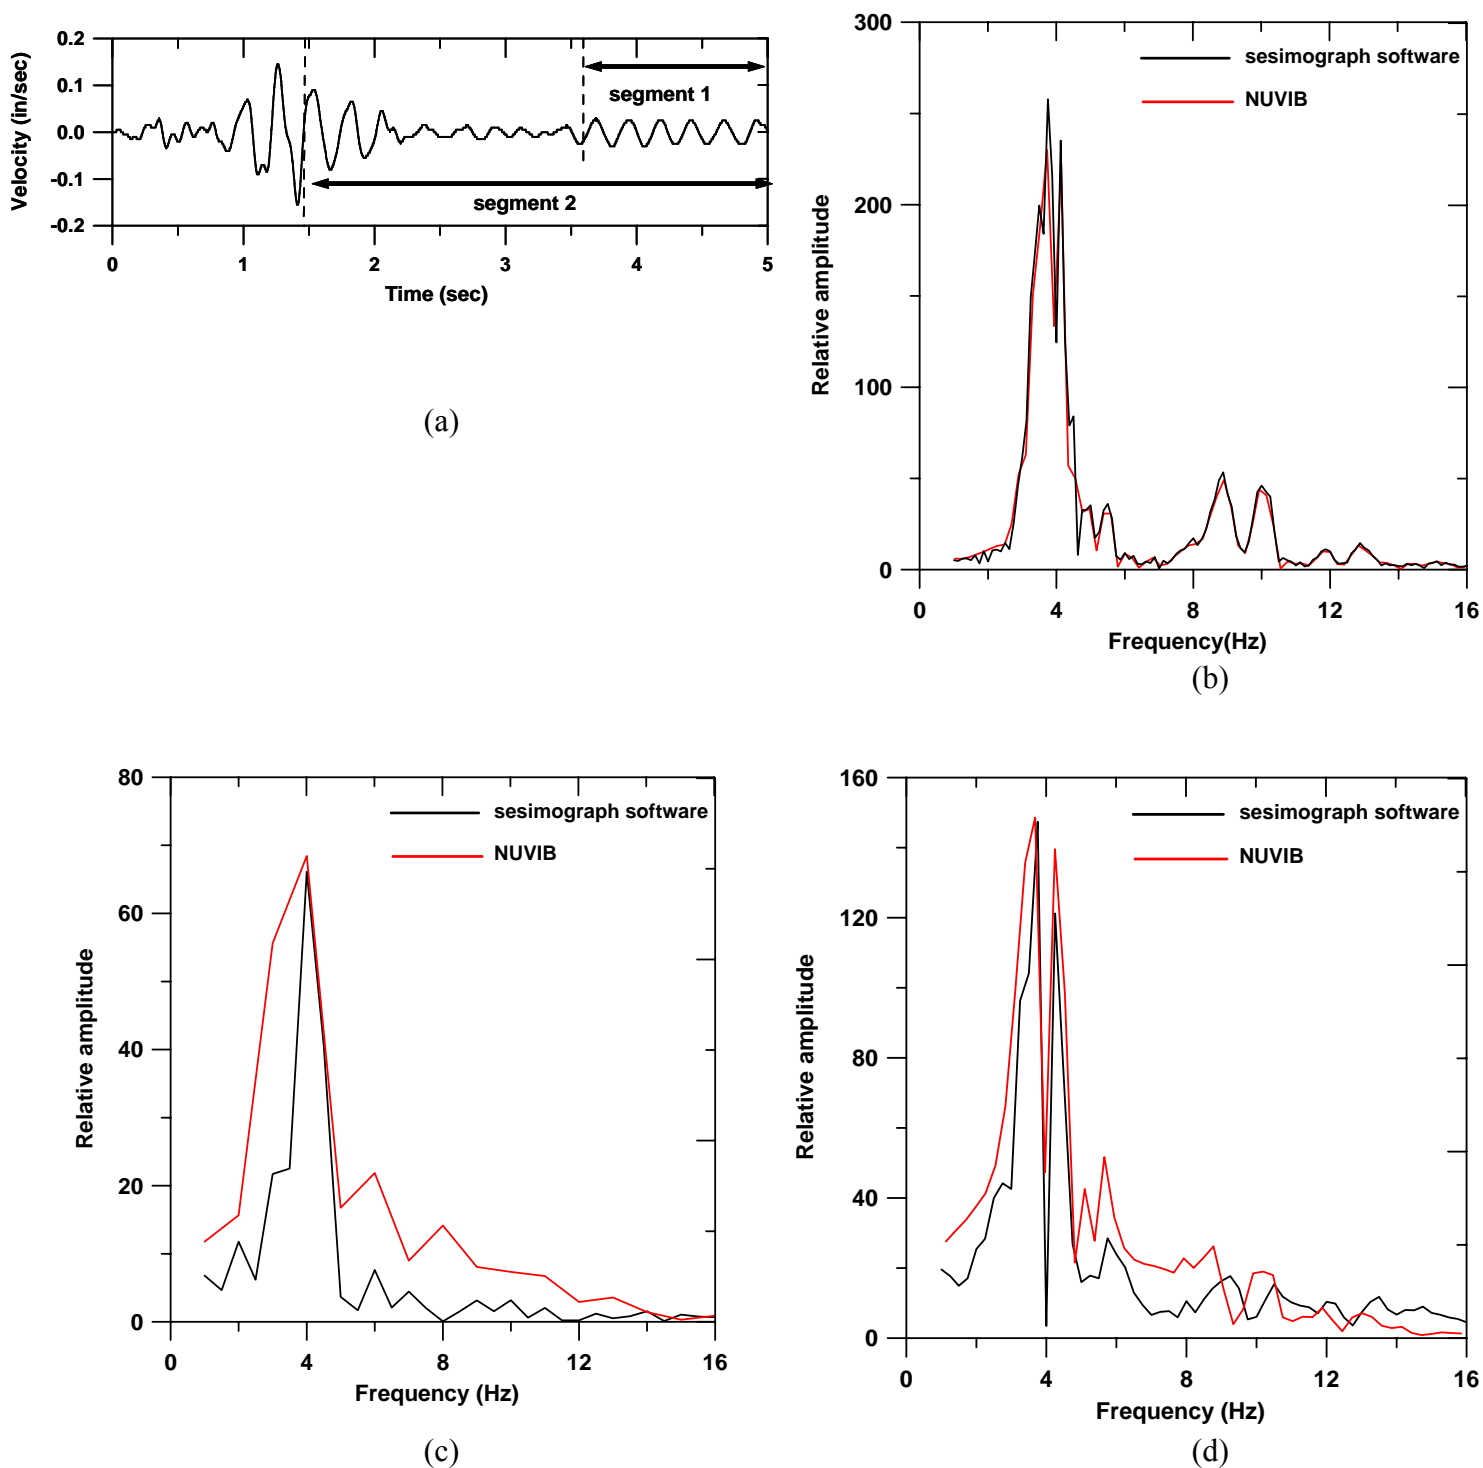 0.2
0.1
0.0
-0.1
-0.2
Velocity (in/sec)
segment 1
segment 2
0 1 2 3 4 5
Time (sec)
(a)
300
200
100
0
Relative amplitude
sesimograph software
NUVIB
0 4 8 12 16
Frequency(Hz)
(b)
80
60
40
20
0
Relative amplitude
sesimograph software
NUVIB
0 4 8 12 16
Frequency (Hz)
(c)
160
120
80
40
0
Relative amplitude
sesimograph software
NUVIB
0 4 8 12 16
Frequency (Hz)
(d)